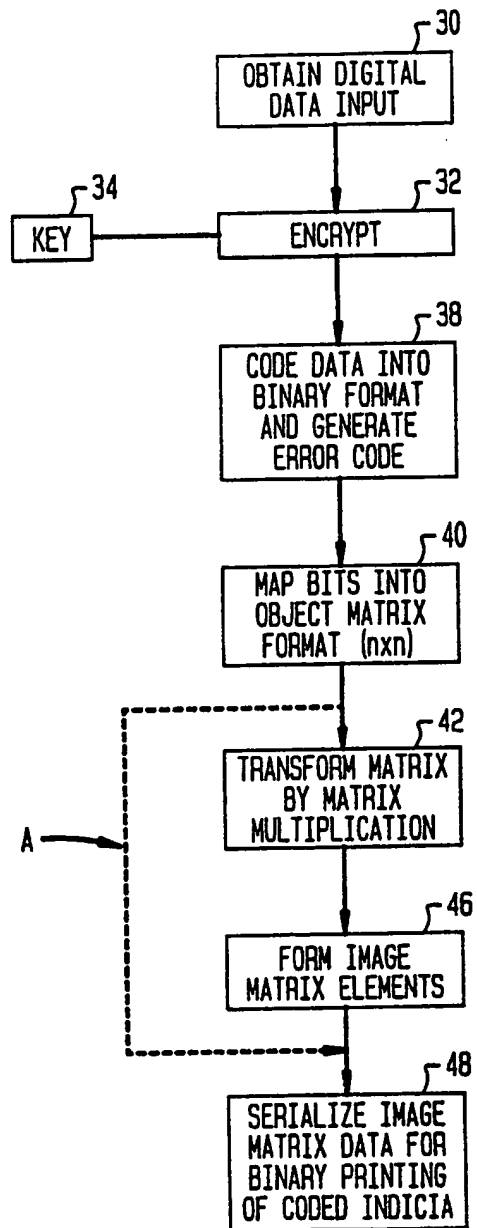 30
OBTAIN DIGITAL
DATA INPUT
34
32
KEY
ENCRYPT
38
CODE DATA INTO
BINARY FORMAT
AND GENERATE
ERROR CODE
40
MAP BITS INTO
OBJECT MATRIX
FORMAT (nxn)
42
TRANSFORM MATRIX
BY MATRIX
MULTIPLICATION
A
46
FORM IMAGE
MATRIX ELEMENTS
48
SERIALIZE IMAGE
MATRIX DATA FOR
BINARY PRINTING
OF CODED INDICIA